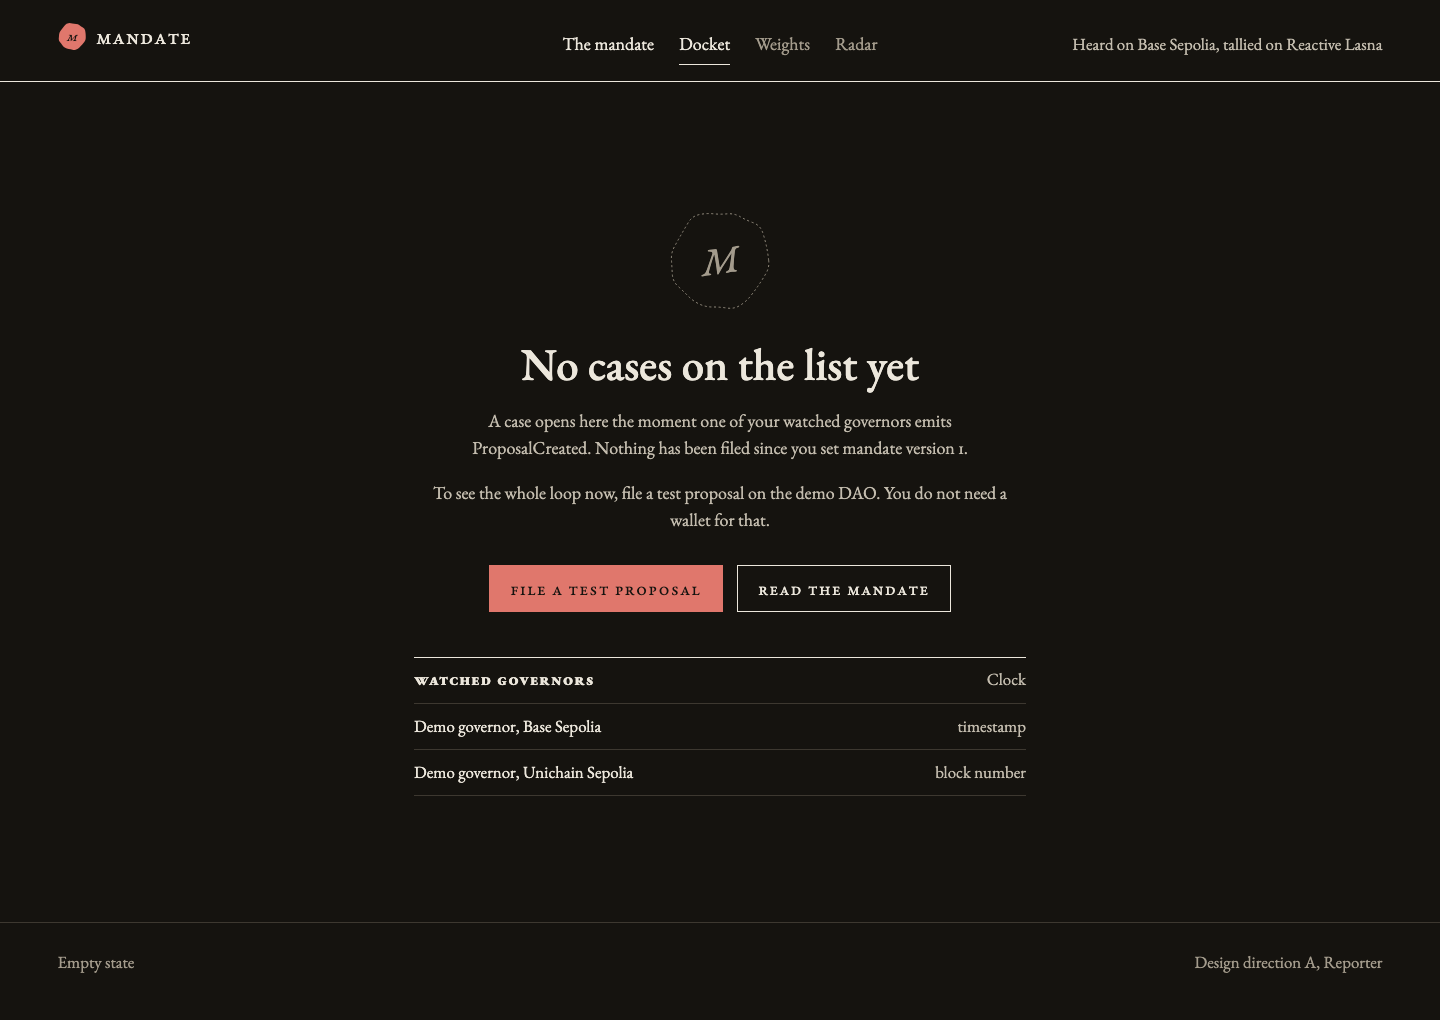 M MANDATE
The mandate Docket Weights Radar
Heard on Base Sepolia, tallied on Reactive Lasna
M
No cases on the list yet
A case opens here the moment one of your watched governors emits
ProposalCreated. Nothing has been filed since you set mandate version 1.
To see the whole loop now, file a test proposal on the demo DAO. You do not need a
wallet for that.
FILE A TEST PROPOSAL READ THE MANDATE
WATCHED GOVERNORS Clock
Demo governor, Base Sepolia timestamp
Demo governor, Unichain Sepolia block number
Empty state Design direction A, Reporter